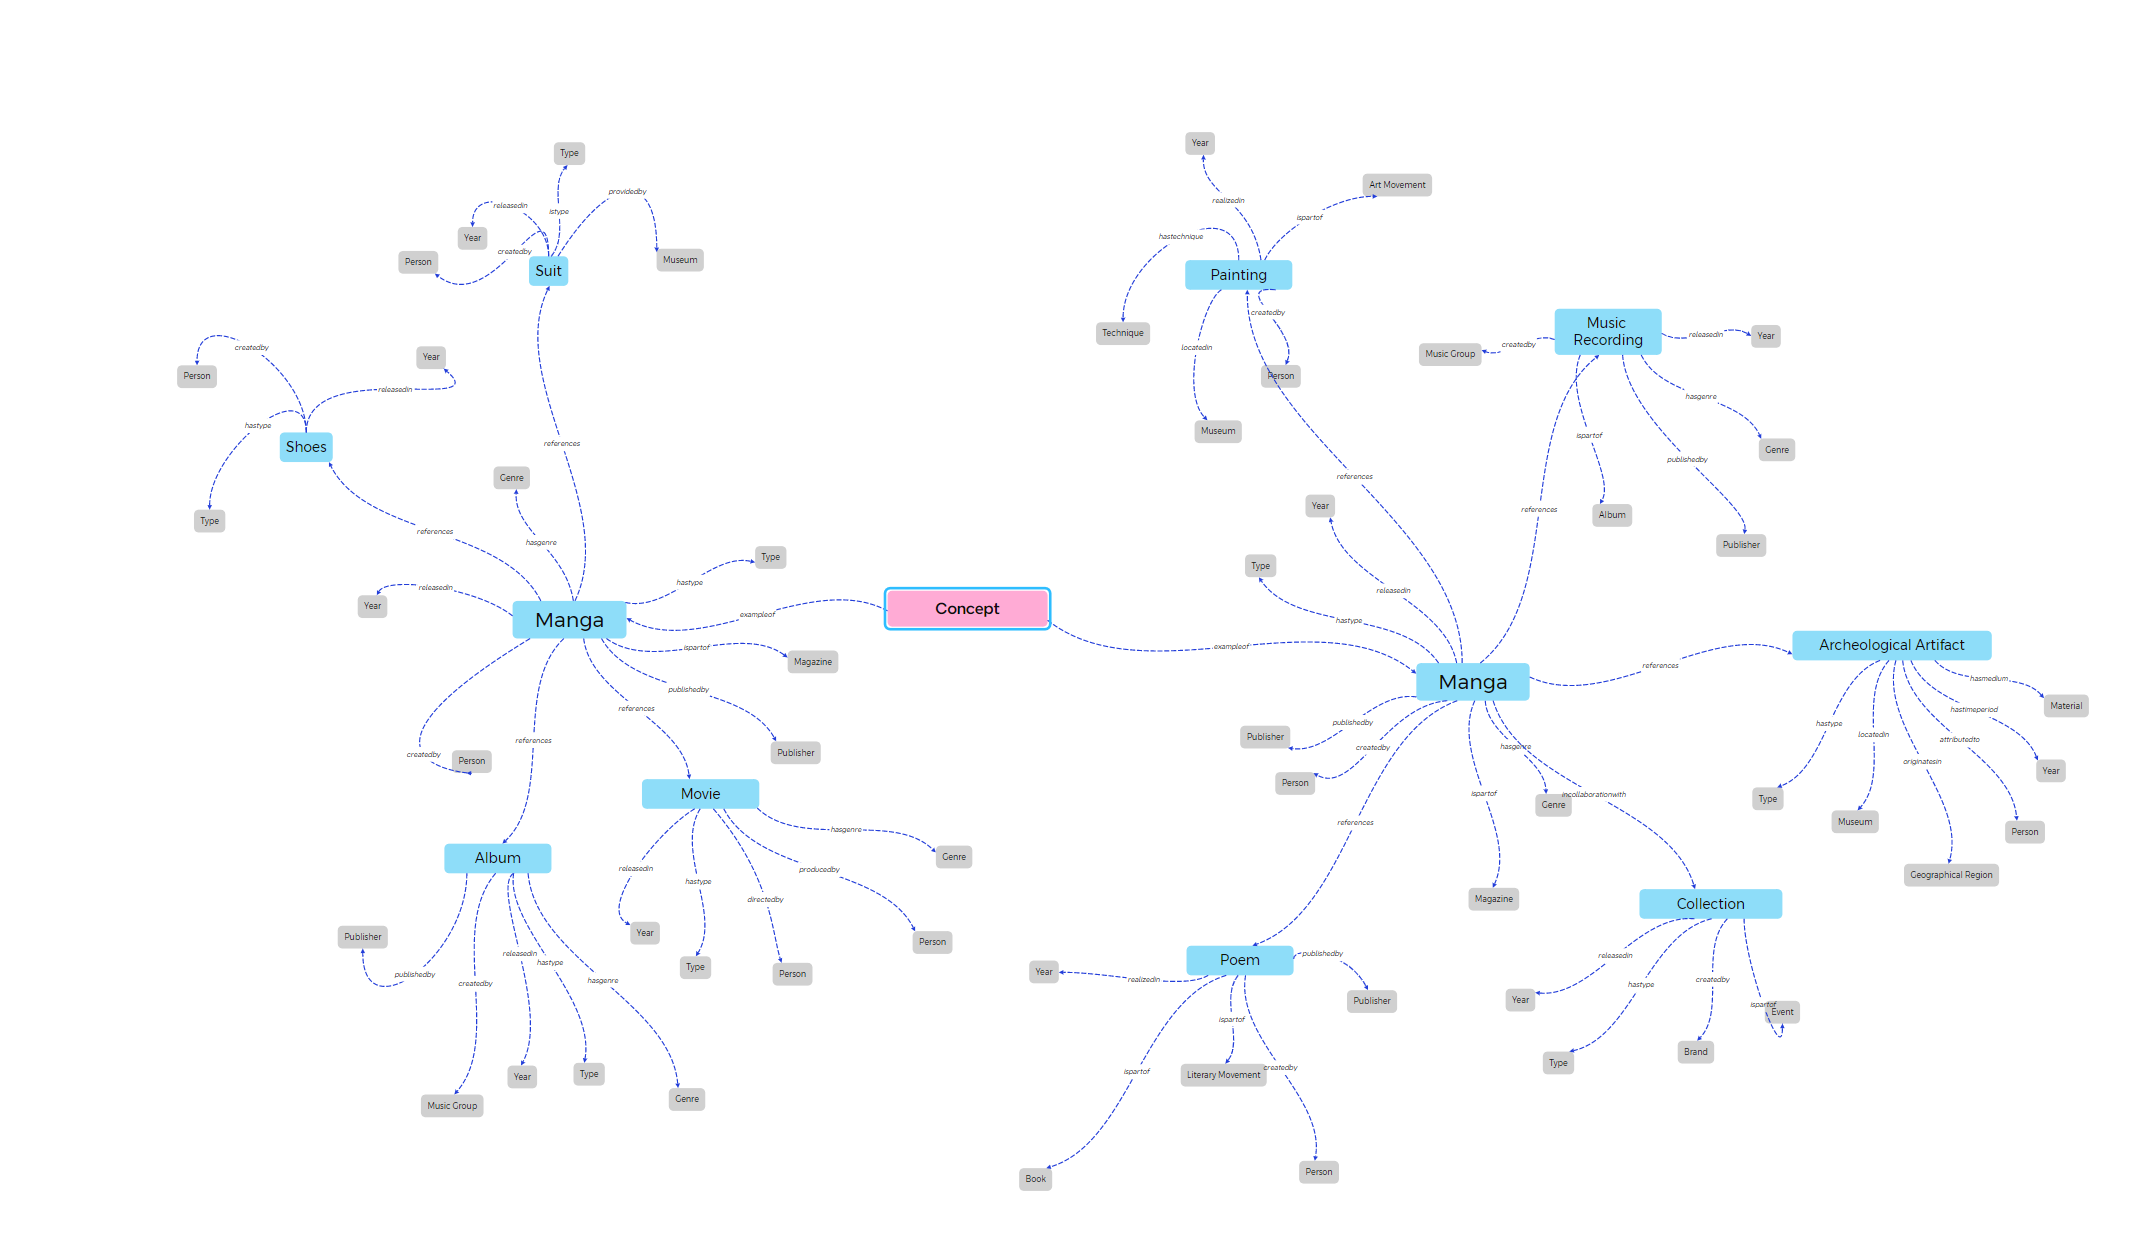 Year
Type
Art Movement
providedby
realizedin
releasedin
istype
ispartof
Year
hastechnique
createdby
Person
Museum
Suit
Painting
createdby
Music
Recording
Technique
releasedin
Year
createdby
createdby
locatedin
Music Group
Year
Person
Person
releasedin
hasgenre
hastype
Museum
ispartof
references
Shoes
Genre
publishedby
Genre
references
Year
references
Type
Album
references
hasgenre
Publisher
Type
Type
hastype
releasedin
releasedin
Year
Concept
exampleof
Manga
hastype
exampleof
ispartof
Archeological Artifact
Magazine
references
hasmedium
Manga
publishedby
Material
references
hastimeperiod
publishedby
hastype
locatedin
Publisher
references
attributedto
createdby
hasgenre
createdby
Publisher
Person
originatesin
Year
Person
Movie
ispartof
incollaborationwith
Type
Genre
references
Museum
hasgenre
Person
Album
Genre
releasedin
producedby
Geographical Region
hastype
directedby
Magazine
Collection
Year
Publisher
Person
releasedin
publishedby
releasedin
hastype
Poem
Type
Person
Year
publishedby
hasgenre
createdby
realizedin
createdby
hastype
Year
Publisher
ispartof
Event
ispartof
Brand
Type
createdby
ispartof
Literary Movement
Year
Type
Genre
Music Group
Person
Book